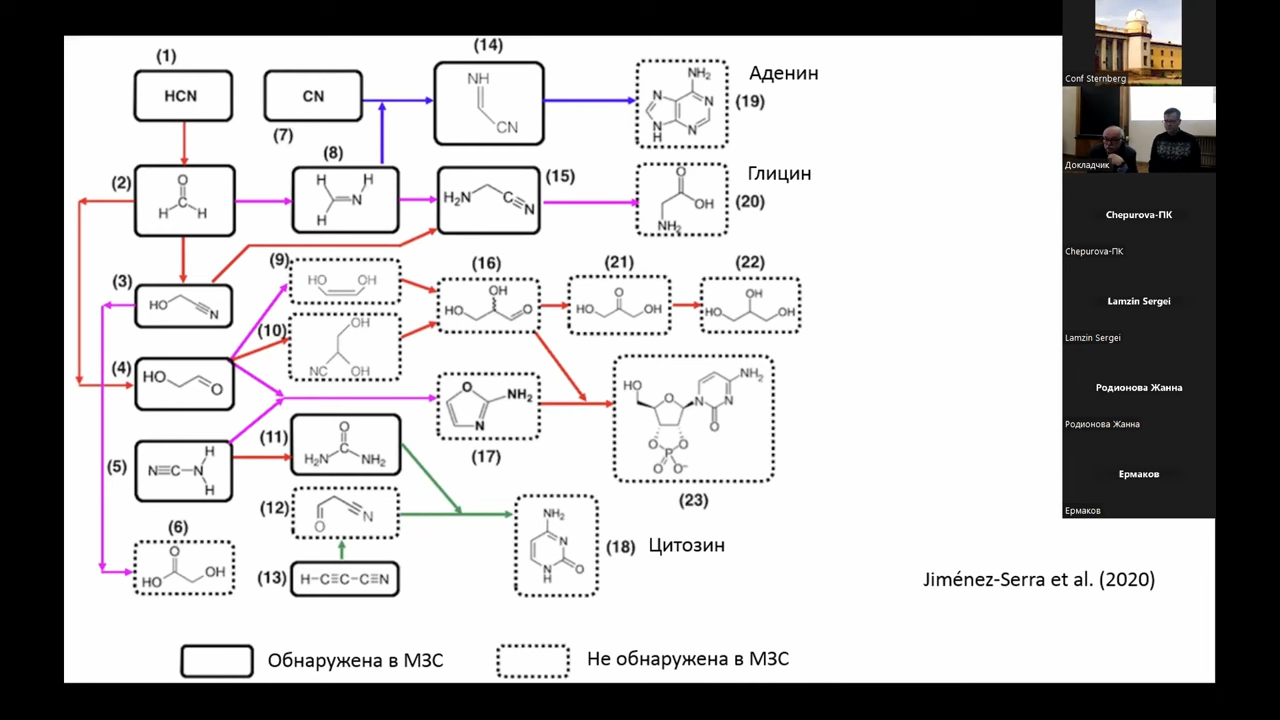 (1)
HCN
(7)
CN
(14)
NH
CN
Аденин
(19)
NH₂
N
N
N
N
H
(2)
O
H
H
(8)
H
H
N
H
(15)
H₂N
N
Глицин
(20)
O
OH
NH₂
(3)
HO
N
(9)
HO
OH
(16)
OH
HO
O
(21)
O
HO
OH
(22)
OH
HO
OH
(10)
OH
NC
OH
(4)
HO
O
O
NH₂
N
(17)
(5)
N≡C-N
H
H
(11)
O
H₂N
NH₂
HO
O
N
NH₂
N
O
O
O
P
O
O⁻
(23)
(12)
O
N
(6)
O
HO
OH
(13)
H-C≡C-C≡N
NH₂
N
N
H
O
(18)
Цитозин
Jiménez-Serra et al. (2020)
Обнаружена в МЗС
Не обнаружена в МЗС
Conf Sternberg
Докладчик
Chepurova-ПК
Chepurova-ПК
Lamzin Sergei
Lamzin Sergei
Родионова Жанна
Родионова Жанна
Ермаков
Ермаков